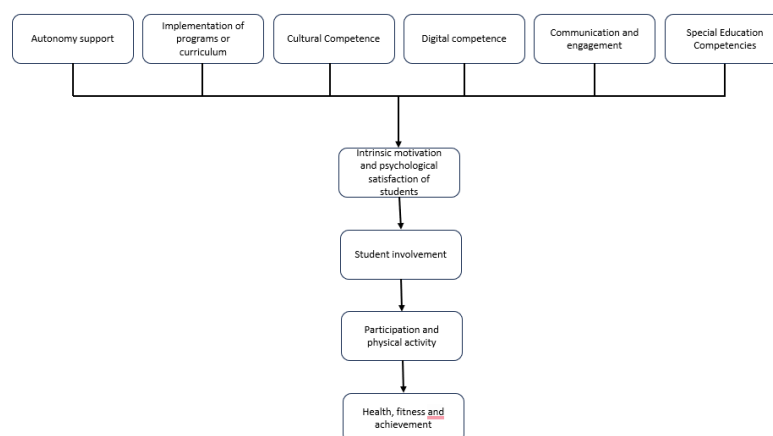 Autonomy support
Implementation of
programs or
curriculum
Cultural Competence
Digital competence
Communication and
engagement
Special Education
Competencies
Intrinsic motivation
and psychological
satisfaction of
students
Student involvement
Participation and
physical activity
Health, fitness and
achievement